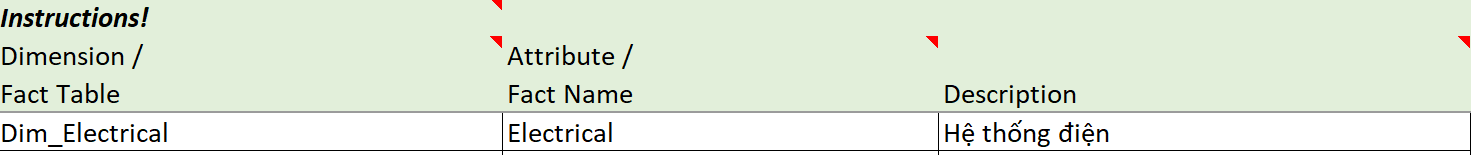 Instructions!
Dimension / Attribute /
Fact Table Fact Name Description
Dim_Electrical Electrical Hệ thống điện